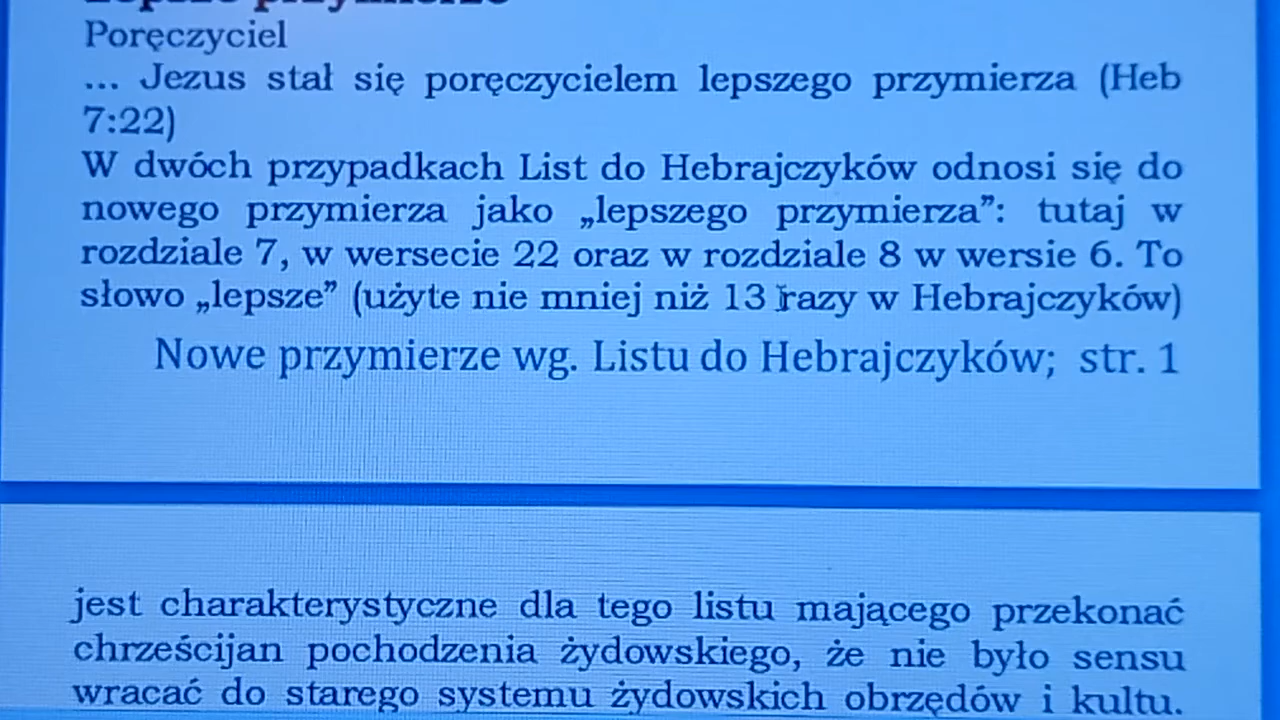 Poręczyciel
... Jezus stał się poręczycielem lepszego przymierza (Heb
7:22)
W dwóch przypadkach List do Hebrajczyków odnosi się do
nowego przymierza jako „lepszego przymierza”: tutaj w
rozdziale 7, w wersecie 22 oraz w rozdziale 8 w wersie 6. To
słowo „lepsze” (użyte nie mniej niż 13 razy w Hebrajczyków)
Nowe przymierze wg. Listu do Hebrajczyków; str. 1
jest charakterystyczne dla tego listu mającego przekonać
chrześcijan pochodzenia żydowskiego, że nie było sensu
wracać do starego systemu żydowskich obrzędów i kultu.